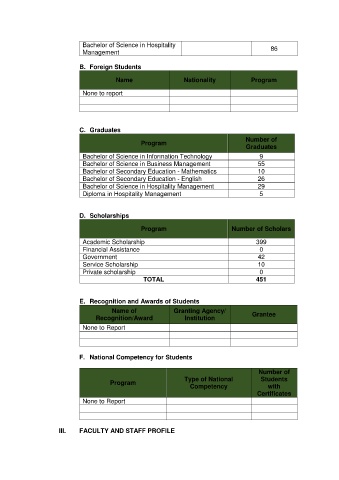 Bachelor of Science in Hospitality
Management 86
B. Foreign Students
Name Nationality Program
None to report
C. Graduates
Program Number of
Graduates
Bachelor of Science in Information Technology 9
Bachelor of Science in Business Management 55
Bachelor of Secondary Education - Mathematics 10
Bachelor of Secondary Education - English 26
Bachelor of Science in Hospitality Management 29
Diploma in Hospitality Management 5
D. Scholarships
Program Number of Scholars
Academic Scholarship 399
Financial Assistance 0
Government 42
Service Scholarship 10
Private scholarship 0
TOTAL 451
E. Recognition and Awards of Students
Name of
Recognition/Award Granting Agency/
Institution Grantee
None to Report
F. National Competency for Students
Program Type of National
Competency Number of
Students
with
Certificates
None to Report
III. FACULTY AND STAFF PROFILE